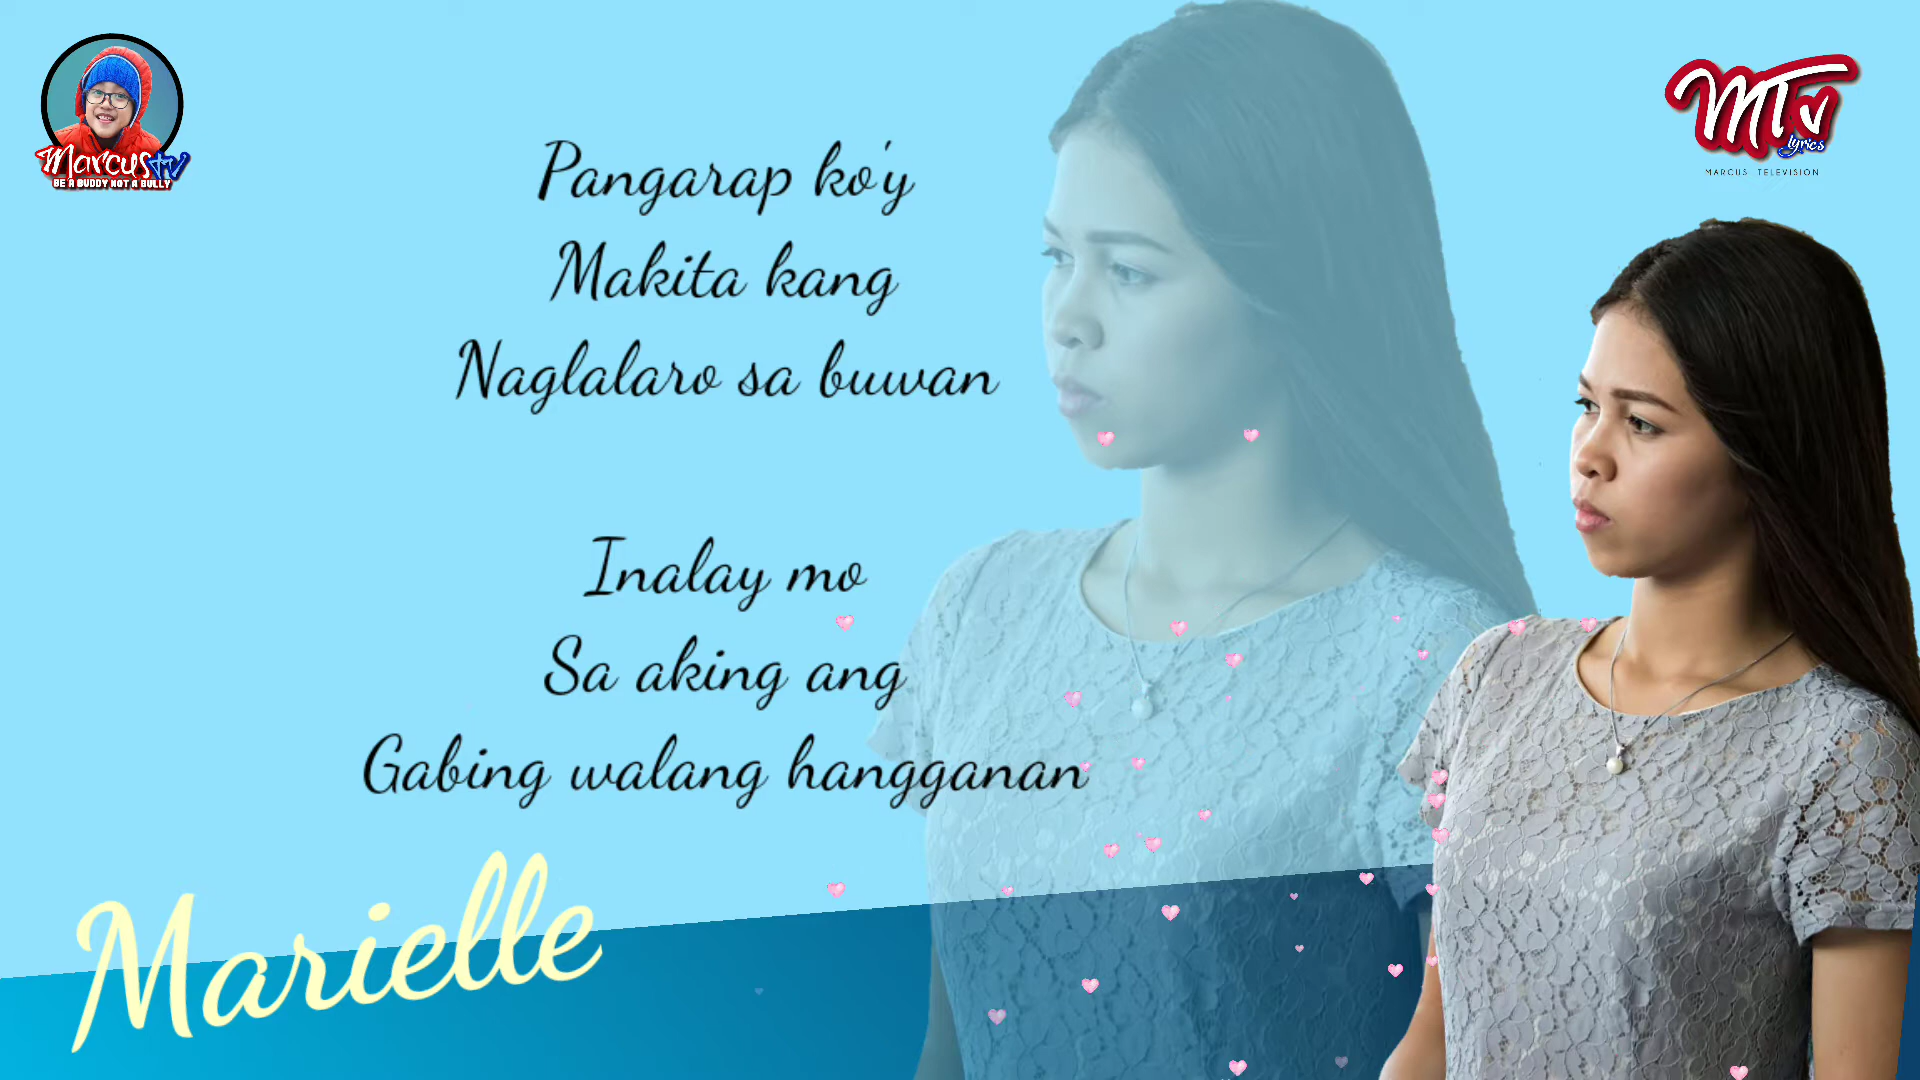 Marcus tv
BE A BUDDY NOT A BULLY
MTv
lyrics
MARCUS TELEVISION
Pangarap ko'y
Makita kang
Naglalaro sa buwan
Inalay mo
Sa aking ang
Gabing walang hangganan
Marielle